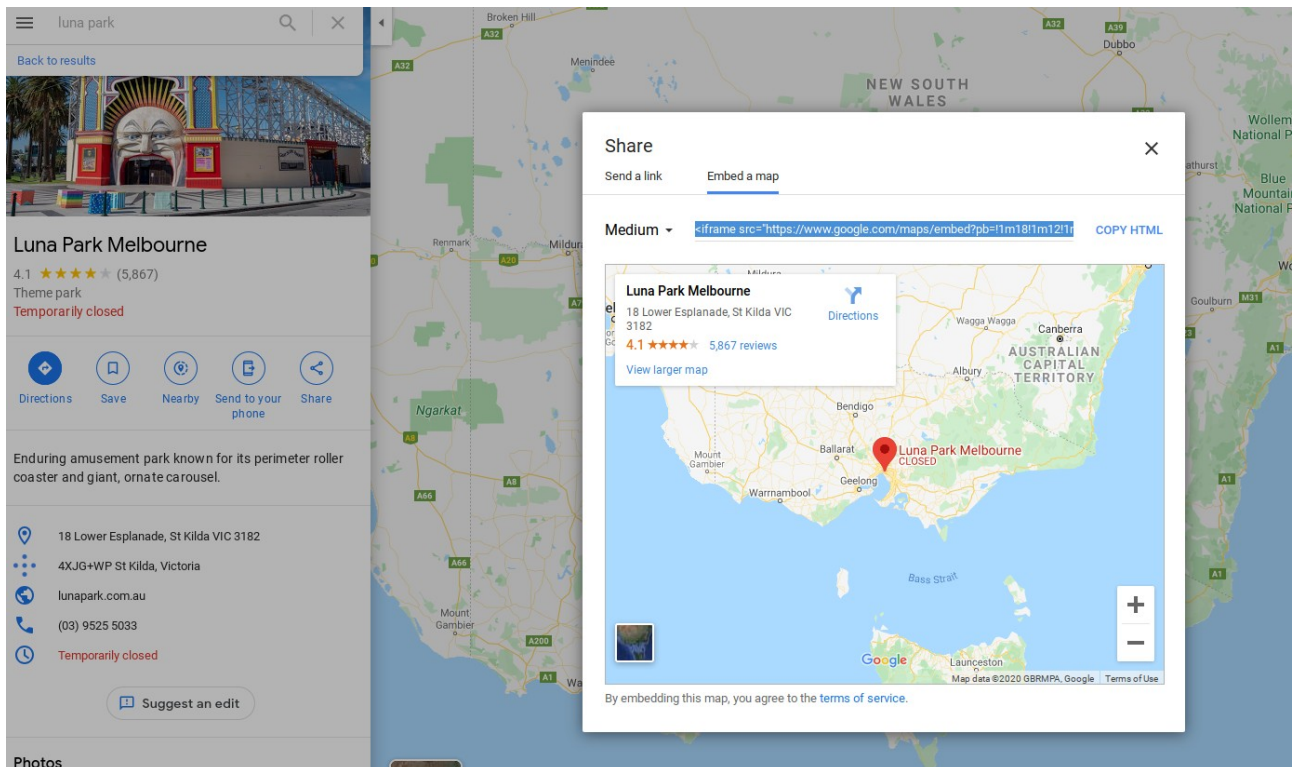 luna park
Back to results
Luna Park Melbourne
4.1 ★★★★★ (5,867)
Theme park
Temporarily closed
Directions
Save
Nearby
Send to your
phone
Share
Enduring amusement park known for its perimeter roller
coaster and giant, ornate carousel.
18 Lower Esplanade, St Kilda VIC 3182
4XJG+WP St Kilda, Victoria
lunapark.com.au
(03) 9525 5033
Temporarily closed
Suggest an edit
Photos
Broken Hill
A32
A32
Menindee
A32
A39
Dubbo
NEW SOUTH
WALES
National P
Blue
National P
Renmark
A20
Mildur
Goulburn
M31
A1
Ngarkat
A8
A8
A66
A66
Mount
Gambier
A200
A1
A1
A1
Share
Send a link
Embed a map
Medium
<iframe src="https://www.google.com/maps/embed?pb=!1m18!1m12!1
COPY HTML
Luna Park Melbourne
18 Lower Esplanade, St Kilda VIC
3182
4.1 ★★★★★ 5,867 reviews
View larger map
Directions
Mildura
Wagga Wagga
Canberra
AUSTRALIAN
CAPITAL
TERRITORY
Albury
Bendigo
Ballarat
Luna Park Melbourne
CLOSED
Mount
Gambier
Geelong
Warrnambool
Bass Strait
Launceston
Google
Map data ©2020 GBRMPA, Google
Terms of Use
By embedding this map, you agree to the terms of service.